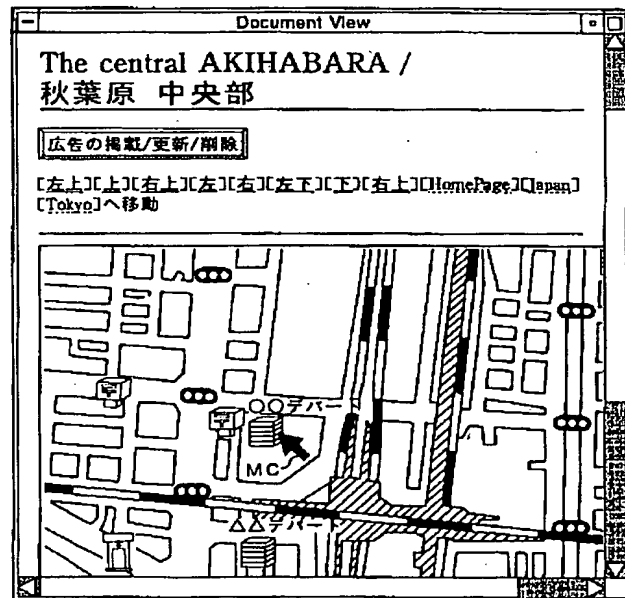 Document View
The central AKIHABARA /
秋葉原 中央部
広告の掲載/更新/削除
[左上][上][右上][左][右][左下][下][右上][HomePage][Japan]
[Tokyo]へ移動
〒
〒
○○デパート
MC
△△デパート